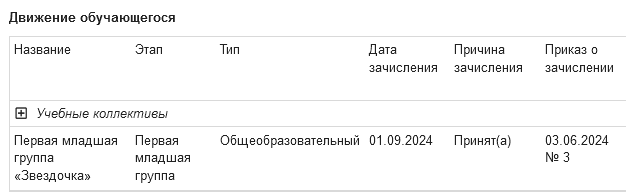 Движение обучающегося
Название Этап Тип Дата зачисления Причина зачисления Приказ о зачислении
Учебные коллективы
Первая младшая группа «Звездочка» Первая младшая группа Общеобразовательный 01.09.2024 Принят(а) 03.06.2024 № 3